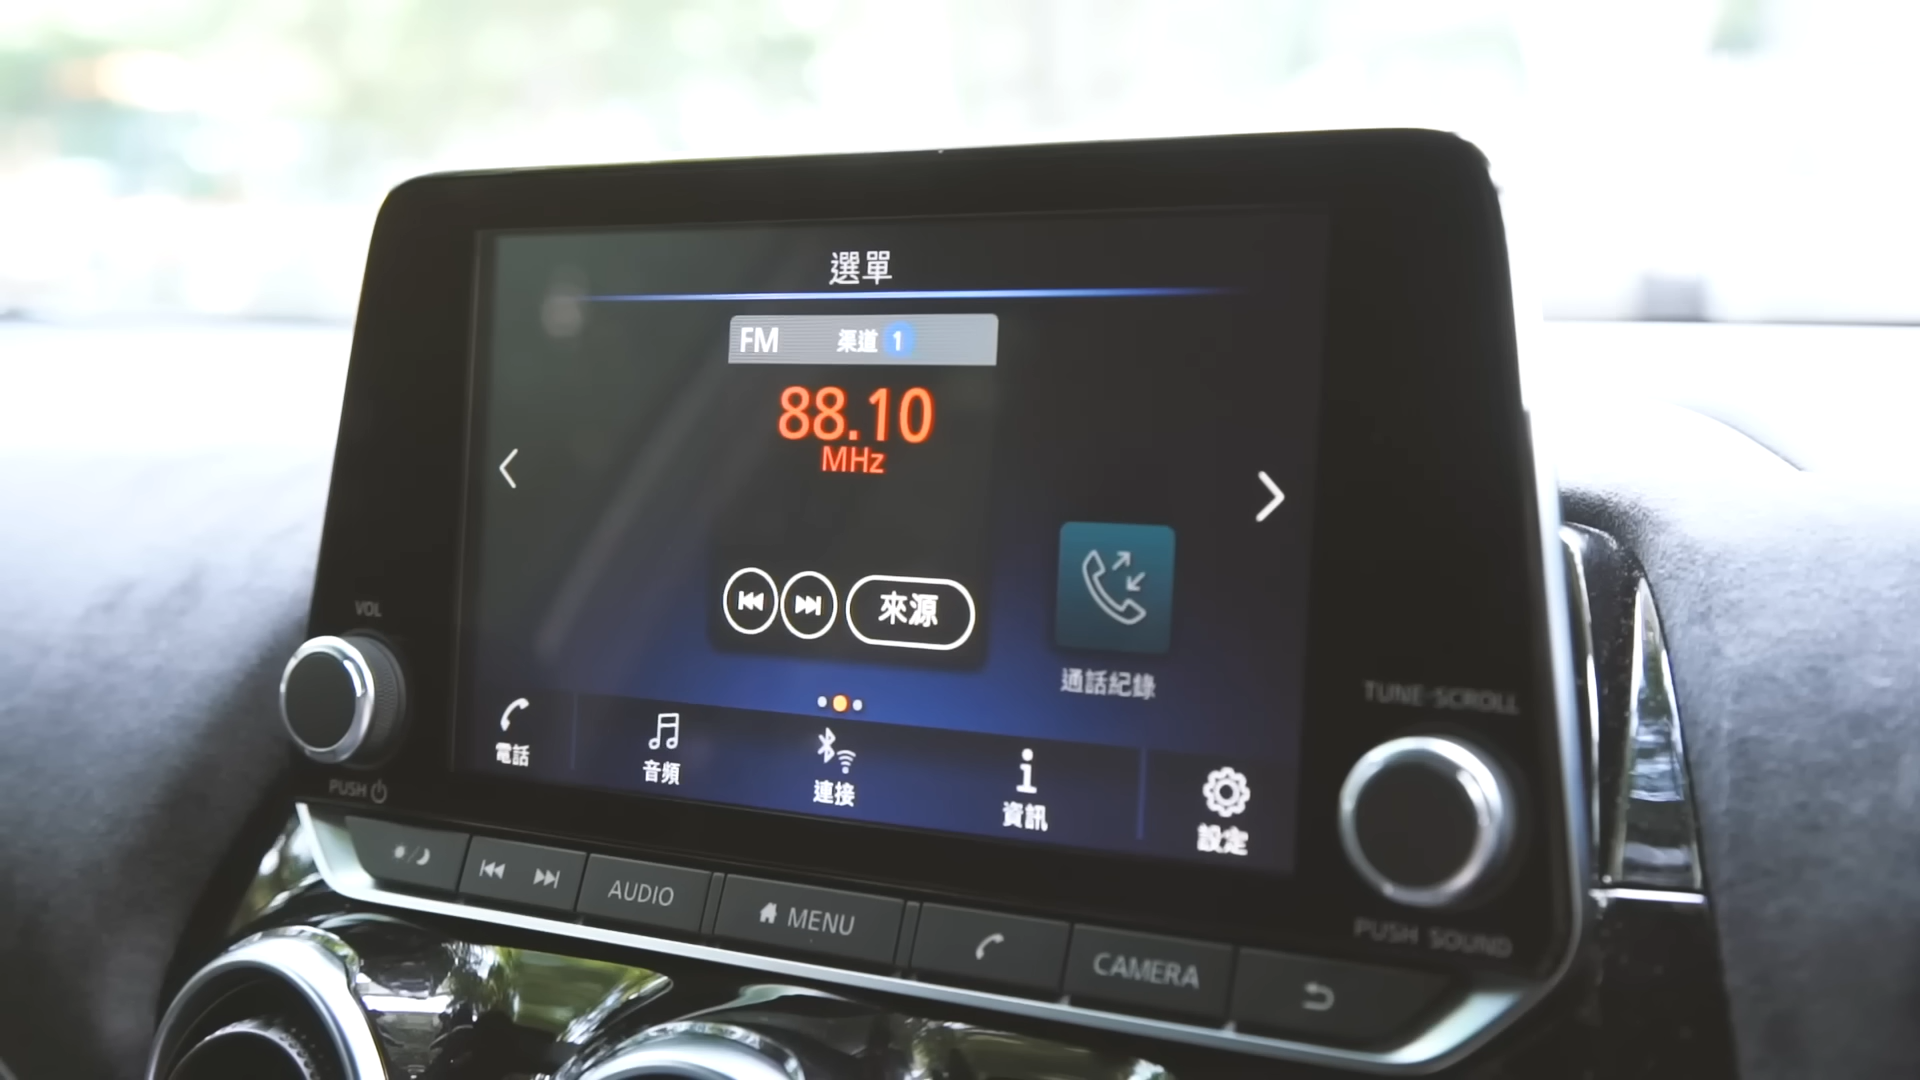 選單
FM 渠道 1
88.10
MHz
來源
通話紀錄
電話
音頻
連接
資訊
設定
VOL
PUSH
TUNE·SCROLL
PUSH SOUND
AUDIO
MENU
CAMERA